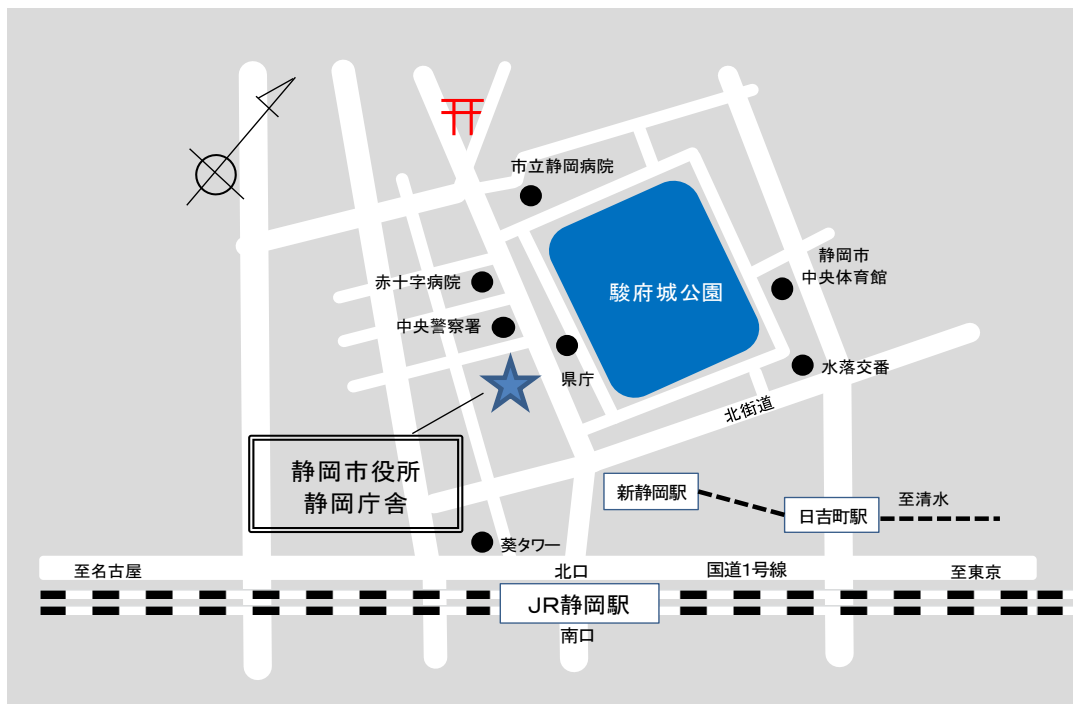 市立静岡病院
静岡市
中央体育館
赤十字病院
駿府城公園
中央警察署
県庁
水落交番
北街道
静岡市役所
静岡庁舎
新静岡駅
日吉町駅
至清水
葵タワー
至名古屋
北口
国道1号線
至東京
JR静岡駅
南口